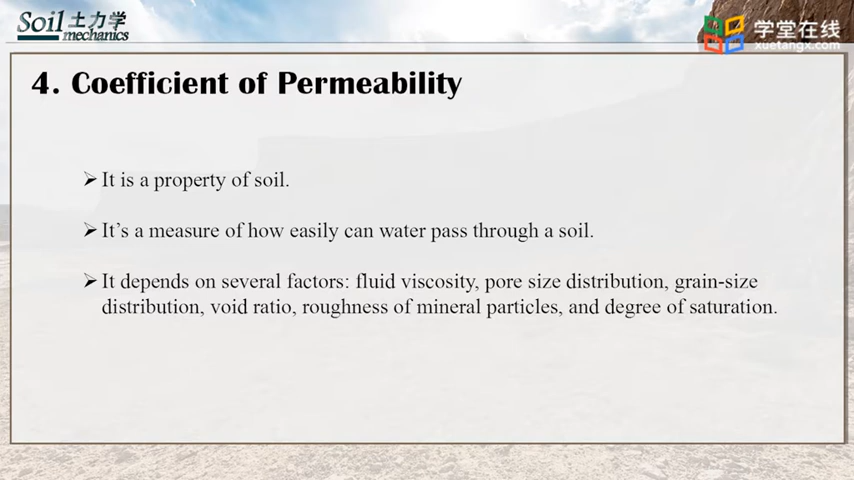 Soil 土力学
mechanics
学堂在线
xuetangx.com
4. Coefficient of Permeability
It is a property of soil.
It's a measure of how easily can water pass through a soil.
It depends on several factors: fluid viscosity, pore size distribution, grain-size
distribution, void ratio, roughness of mineral particles, and degree of saturation.